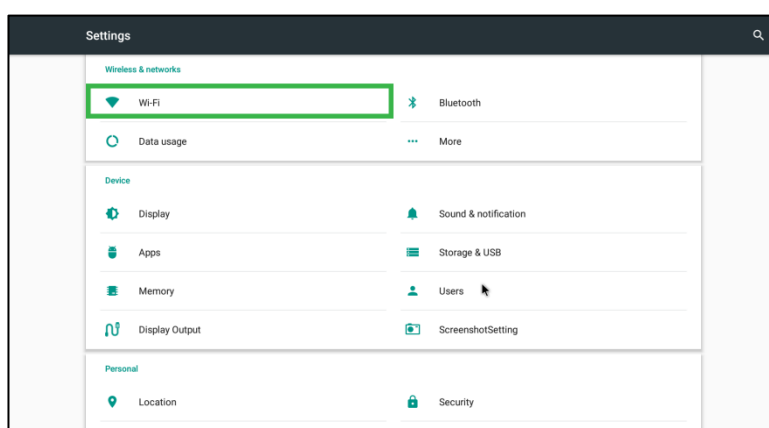 Settings
Wireless & networks
Wi-Fi
Bluetooth
Data usage
More
Device
Display
Sound & notification
Apps
Storage & USB
Memory
Users
Display Output
ScreenshotSetting
Personal
Location
Security